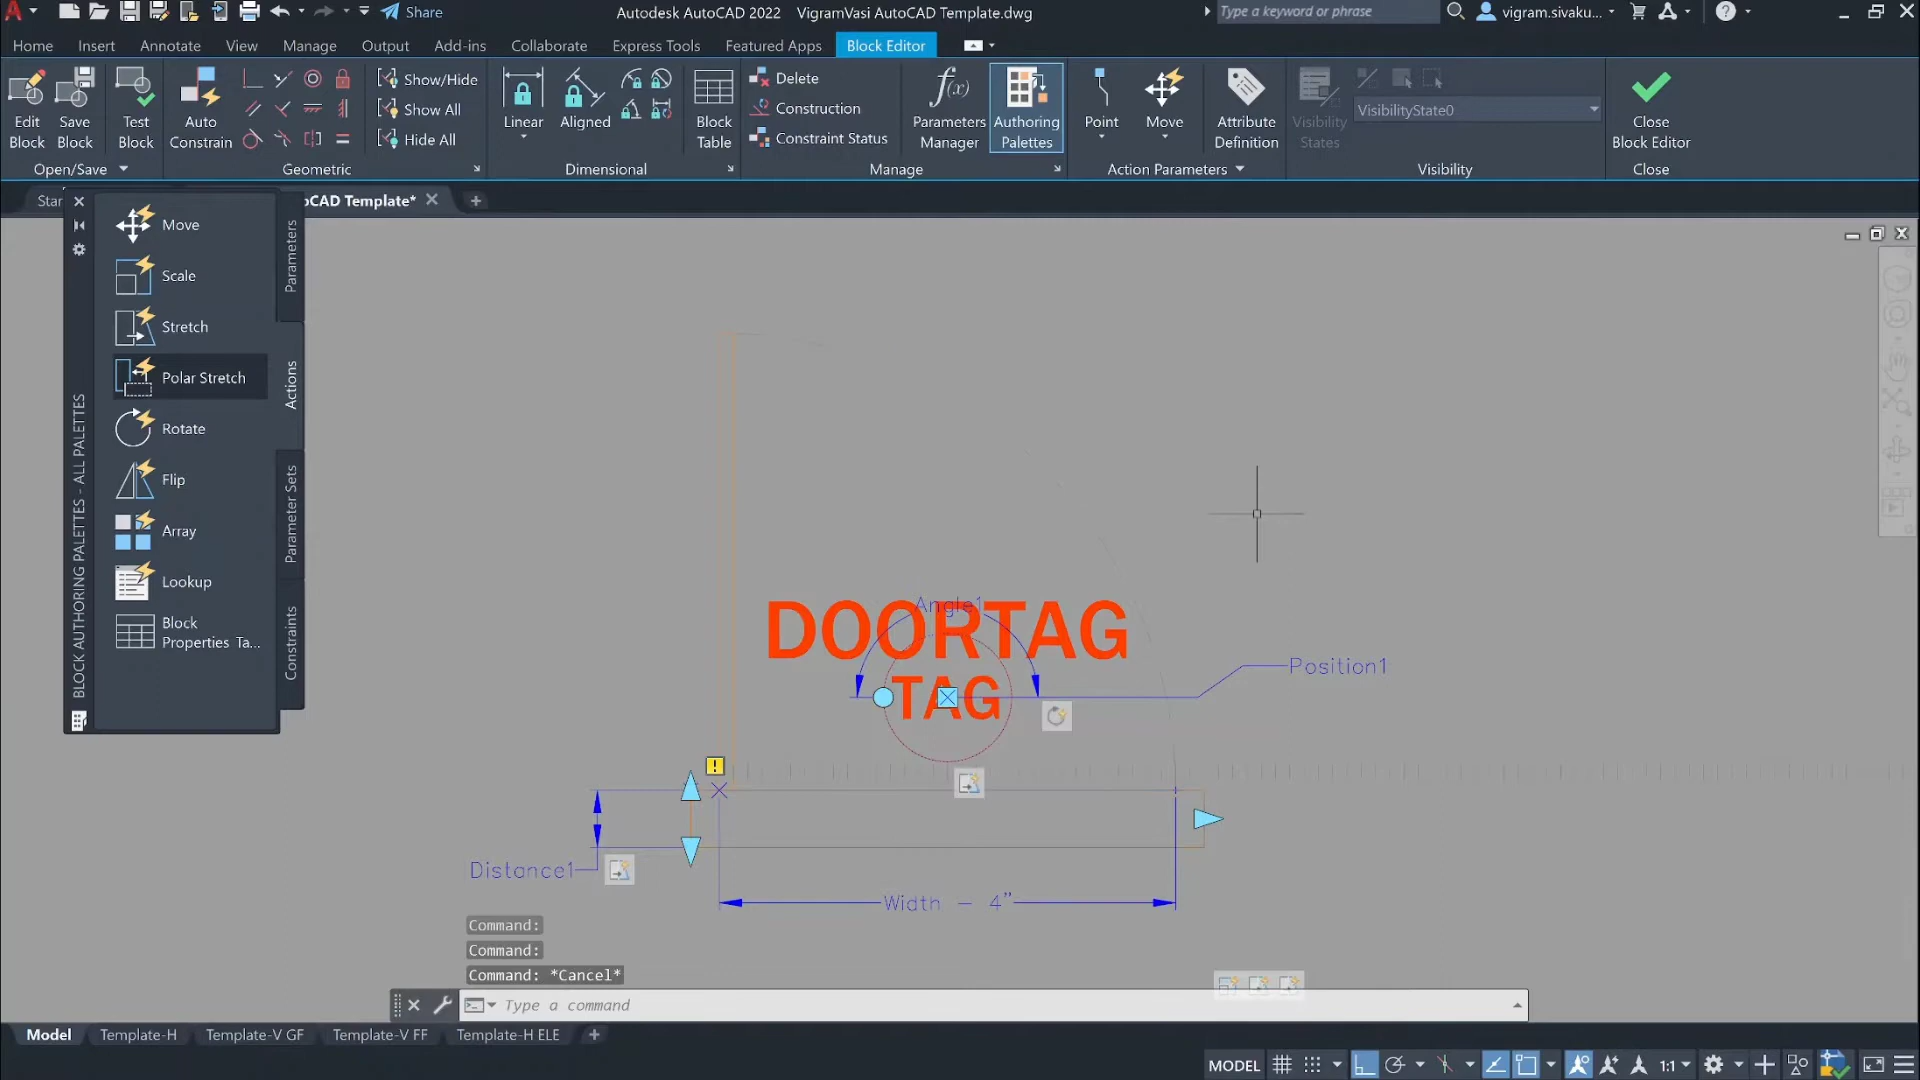 Share
Autodesk AutoCAD 2022 VigramVasi AutoCAD Template.dwg
Type a keyword or phrase
vigram.sivaku...
Home Insert Annotate View Manage Output Add-ins Collaborate Express Tools Featured Apps Block Editor
Edit Block
Save Block
Test Block
Auto Constrain
Show/Hide
Show All
Hide All
Linear
Aligned
Block Table
Delete
Construction
Constraint Status
Parameters Manager
Authoring Palettes
Point
Move
Attribute Definition
Visibility States
VisibilityState0
Close Block Editor
Open/Save
Geometric
Dimensional
Manage
Action Parameters
Visibility
Close
Star
oCAD Template*
Move
Scale
Stretch
Polar Stretch
Rotate
Flip
Array
Lookup
Block
Properties Ta...
Parameters
Actions
Parameter Sets
Constraints
BLOCK AUTHORING PALETTES - ALL PALETTES
Angle1
DOORTAG
TAG
Position1
!
Distance1
Width - 4"
Command:
Command:
Command: *Cancel*
Type a command
Model Template-H Template-V GF Template-V FF Template-H ELE
MODEL
1:1